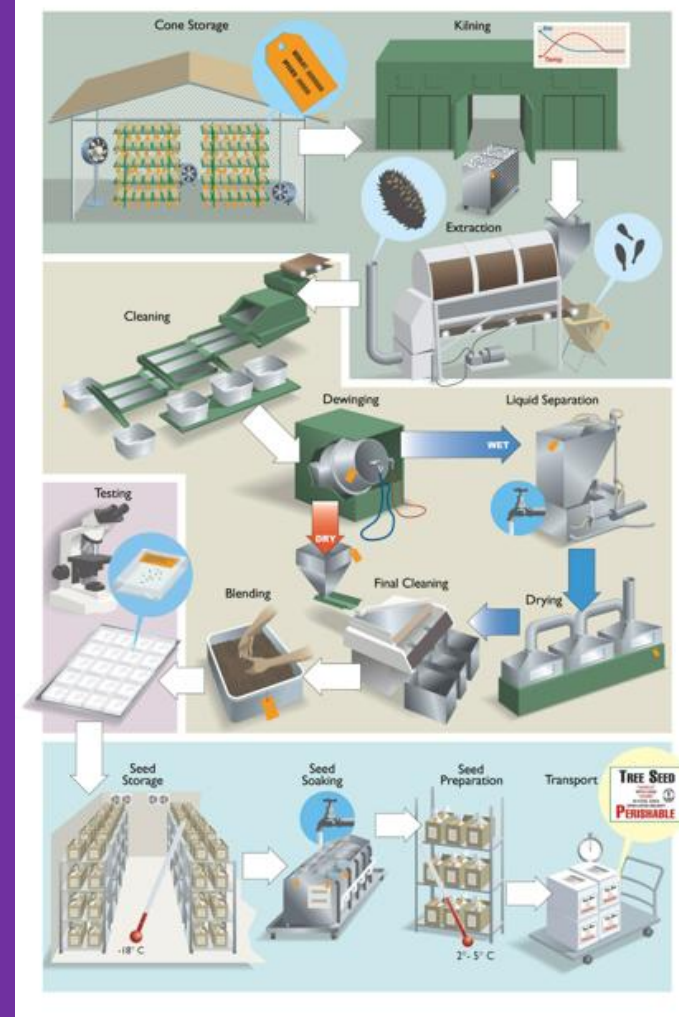 Cone Storage
Kilning
Temp
Extraction
Cleaning
Dewinging
Liquid Separation
WET
Testing
DRY
Blending
Final Cleaning
Drying
Seed
Storage
Seed
Soaking
Seed
Preparation
Transport
TREE SEED
PERISHABLE
-18° C
2°- 5° C